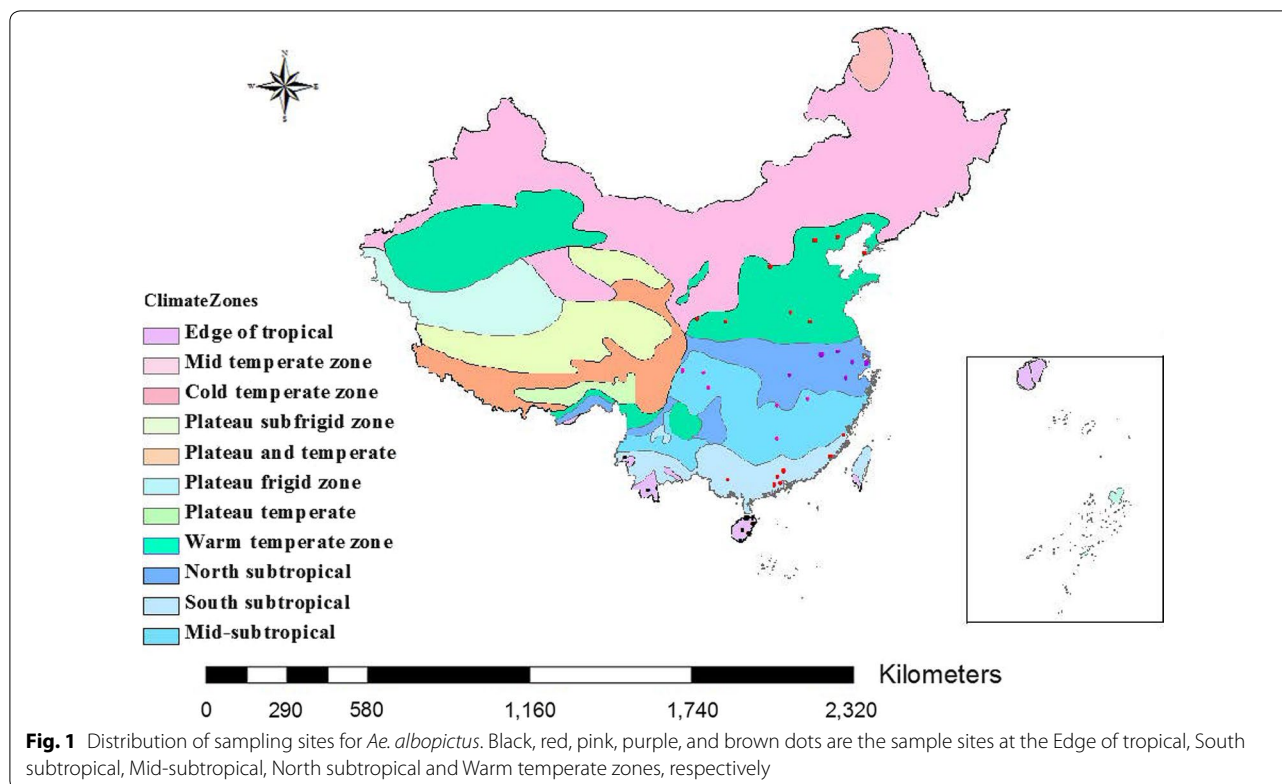 N
W
E
S
ClimateZones
Edge of tropical
Mid temperate zone
Cold temperate zone
Plateau subfrigid zone
Plateau and temperate
Plateau frigid zone
Plateau temperate
Warm temperate zone
North subtropical
South subtropical
Mid-subtropical
Kilometers
0 290 580 1,160 1,740 2,320
Fig. 1 Distribution of sampling sites for Ae. albopictus. Black, red, pink, purple, and brown dots are the sample sites at the Edge of tropical, South
subtropical, Mid-subtropical, North subtropical and Warm temperate zones, respectively